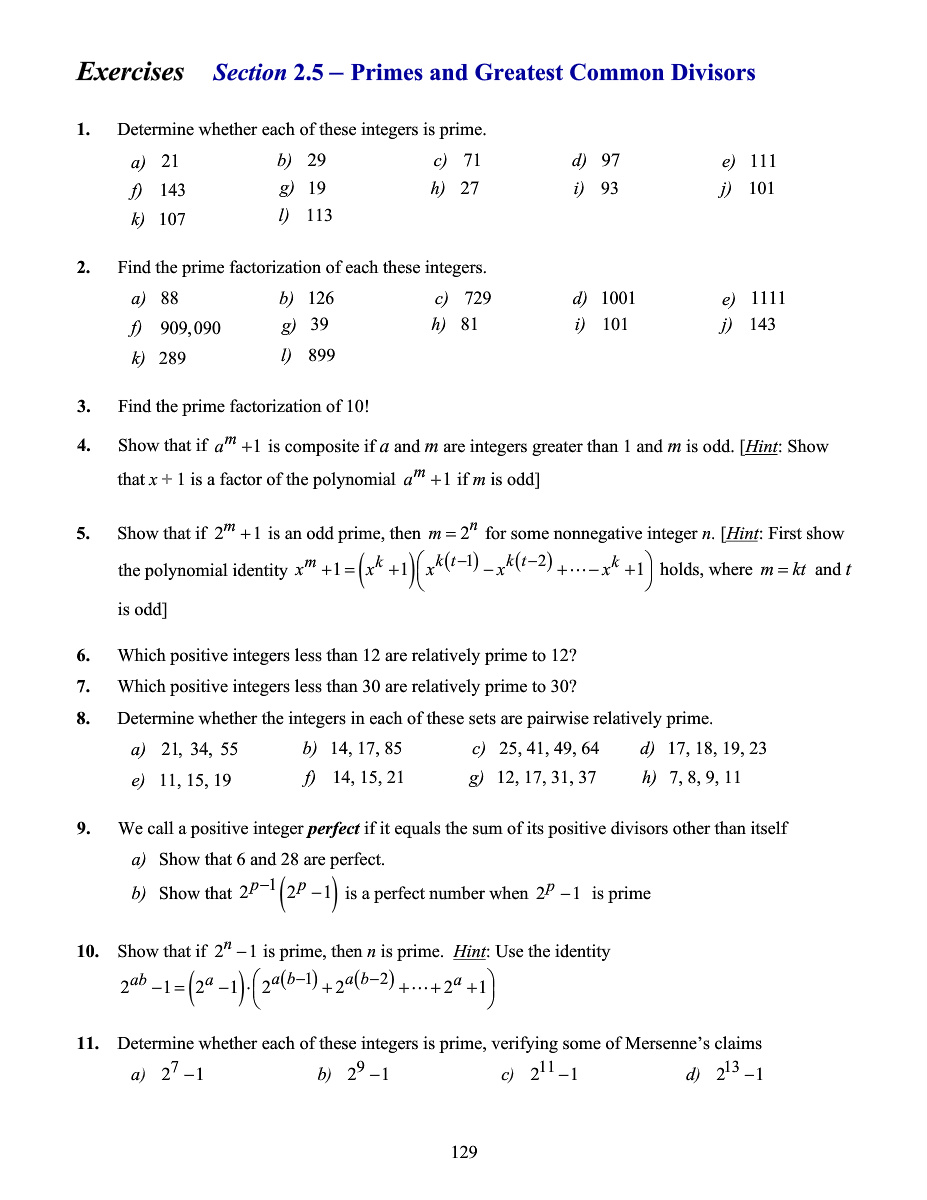 Exercises Section 2.5 – Primes and Greatest Common Divisors
1. Determine whether each of these integers is prime.
a) 21 b) 29 c) 71 d) 97 e) 111
f) 143 g) 19 h) 27 i) 93 j) 101
k) 107 l) 113
2. Find the prime factorization of each these integers.
a) 88 b) 126 c) 729 d) 1001 e) 1111
f) 909,090 g) 39 h) 81 i) 101 j) 143
k) 289 l) 899
3. Find the prime factorization of 10!
4. Show that if a^m + 1 is composite if a and m are integers greater than 1 and m is odd. [Hint: Show
that x + 1 is a factor of the polynomial a^m + 1 if m is odd]
5. Show that if 2^m + 1 is an odd prime, then m = 2^n for some nonnegative integer n. [Hint: First show
the polynomial identity x^m + 1 = (x^k + 1)(x^{k(t−1)} − x^{k(t−2)} + ⋯ − x^k + 1) holds, where m = kt and t
is odd]
6. Which positive integers less than 12 are relatively prime to 12?
7. Which positive integers less than 30 are relatively prime to 30?
8. Determine whether the integers in each of these sets are pairwise relatively prime.
a) 21, 34, 55 b) 14, 17, 85 c) 25, 41, 49, 64 d) 17, 18, 19, 23
e) 11, 15, 19 f) 14, 15, 21 g) 12, 17, 31, 37 h) 7, 8, 9, 11
9. We call a positive integer perfect if it equals the sum of its positive divisors other than itself
a) Show that 6 and 28 are perfect.
b) Show that 2^{p−1}(2^p − 1) is a perfect number when 2^p − 1 is prime
10. Show that if 2^n − 1 is prime, then n is prime. Hint: Use the identity
2^{ab} − 1 = (2^a − 1)·(2^{a(b−1)} + 2^{a(b−2)} + ⋯ + 2^a + 1)
11. Determine whether each of these integers is prime, verifying some of Mersenne’s claims
a) 2^7 − 1 b) 2^9 − 1 c) 2^{11} − 1 d) 2^{13} − 1
129